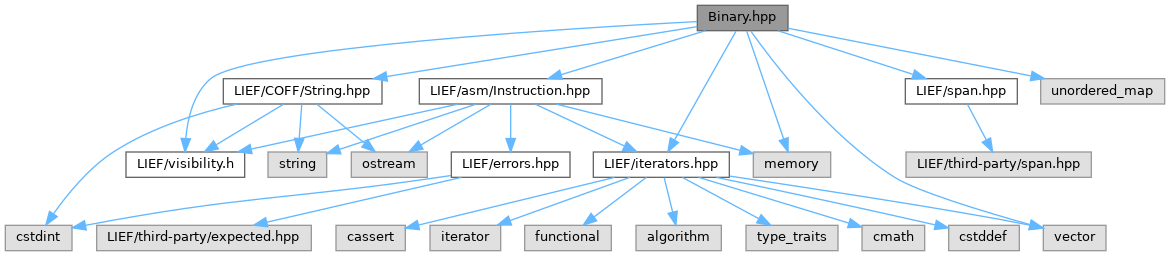 Binary.hpp
LIEF/COFF/String.hpp
LIEF/asm/Instruction.hpp
LIEF/span.hpp
unordered_map
LIEF/visibility.h
string
ostream
LIEF/errors.hpp
LIEF/iterators.hpp
memory
LIEF/third-party/span.hpp
cstdint
LIEF/third-party/expected.hpp
cassert
iterator
functional
algorithm
type_traits
cmath
cstddef
vector